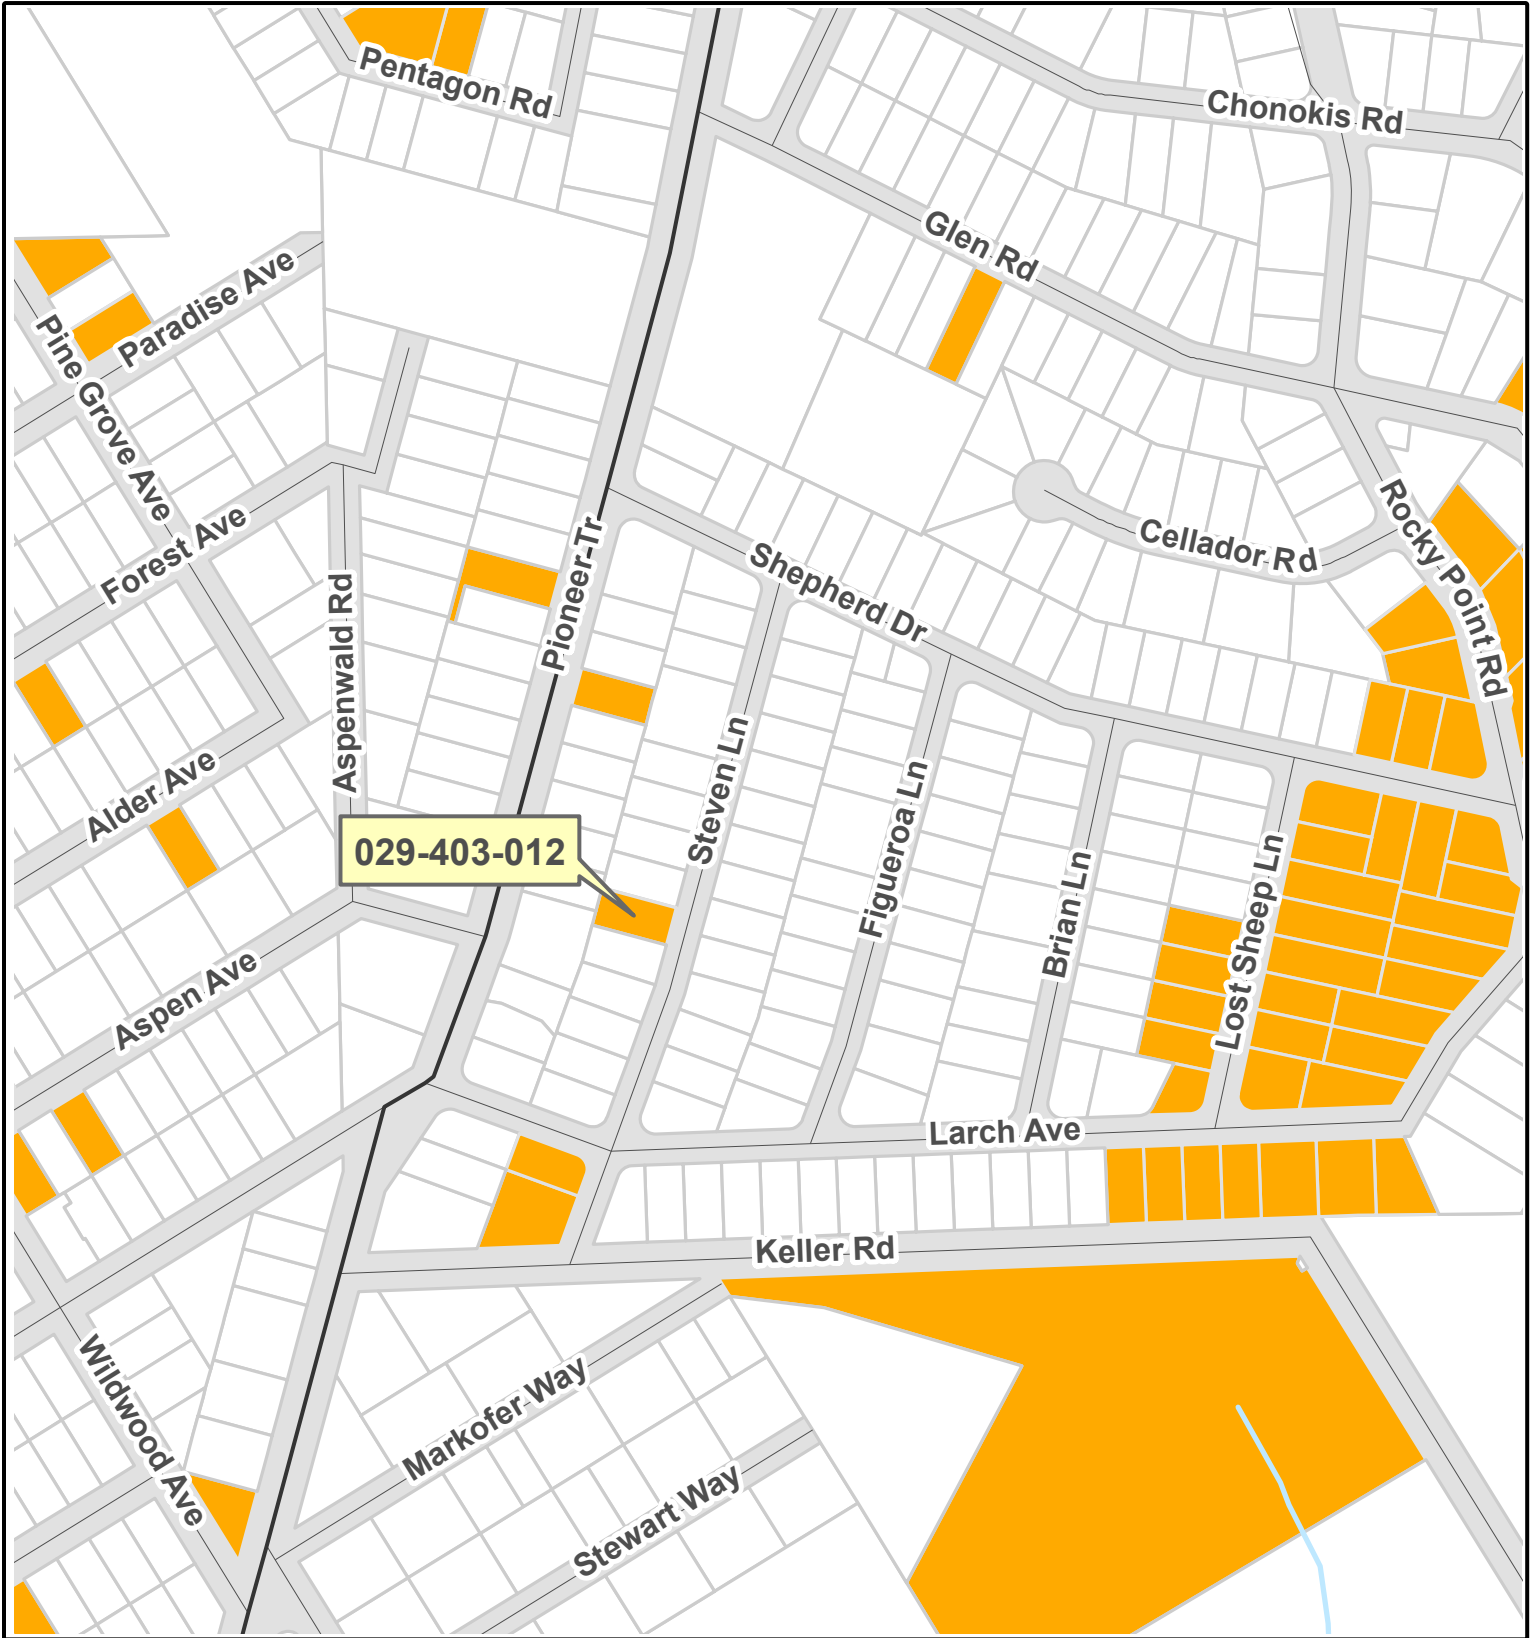 Pentagon Rd
Chonokis Rd
Glen Rd
Paradise Ave
Pine Grove Ave
Rocky Point Rd
Forest Ave
Cellador Rd
Shepherd Dr
Pioneer Tr
Aspenwald Rd
Alder Ave
Steven Ln
Figueroa Ln
029-403-012
Brian Ln
Lost Sheep Ln
Aspen Ave
Larch Ave
Keller Rd
Wildwood Ave
Markofer Way
Stewart Way